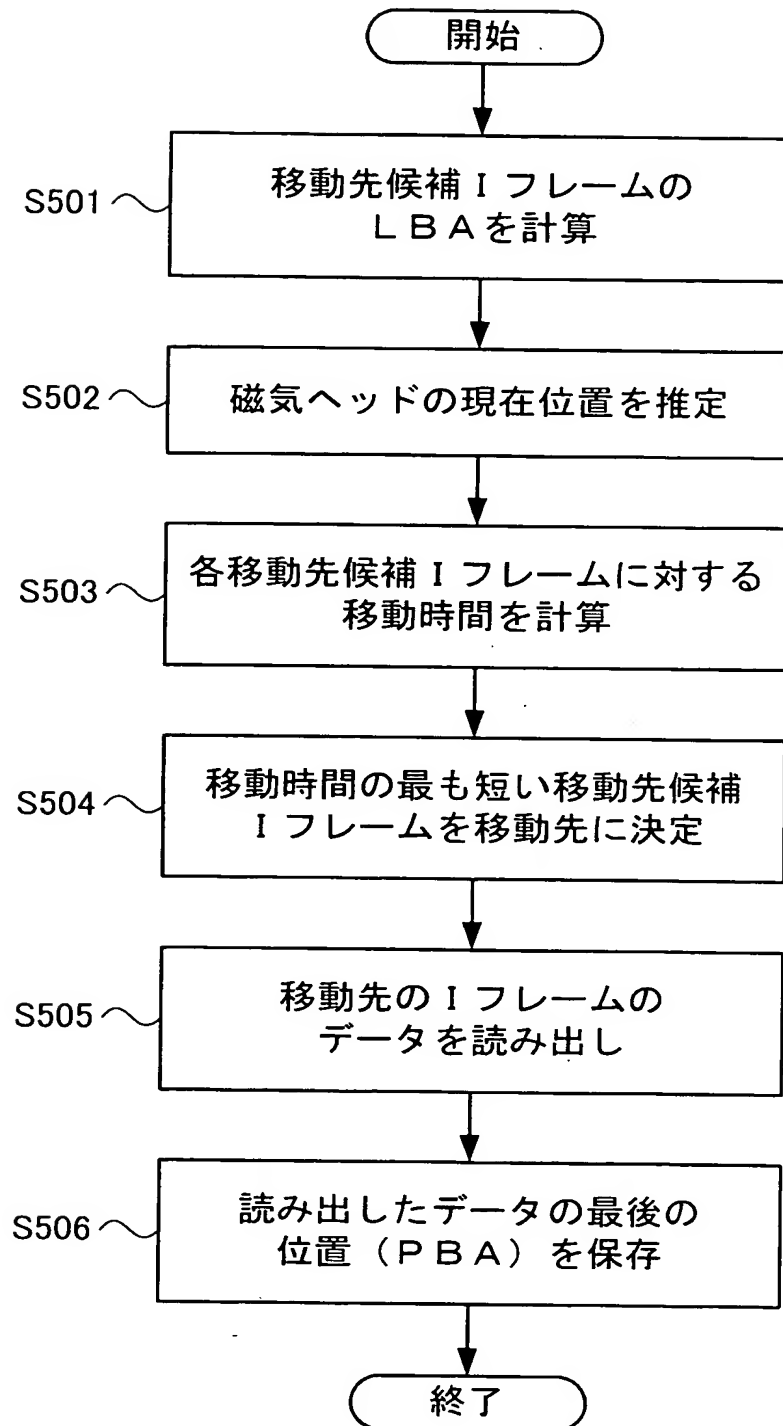 開始
S501
移動先候補Ｉフレームの
ＬＢＡを計算
S502
磁気ヘッドの現在位置を推定
S503
各移動先候補Ｉフレームに対する
移動時間を計算
S504
移動時間の最も短い移動先候補
Ｉフレームを移動先に決定
S505
移動先のＩフレームの
データを読み出し
S506
読み出したデータの最後の
位置（ＰＢＡ）を保存
終了